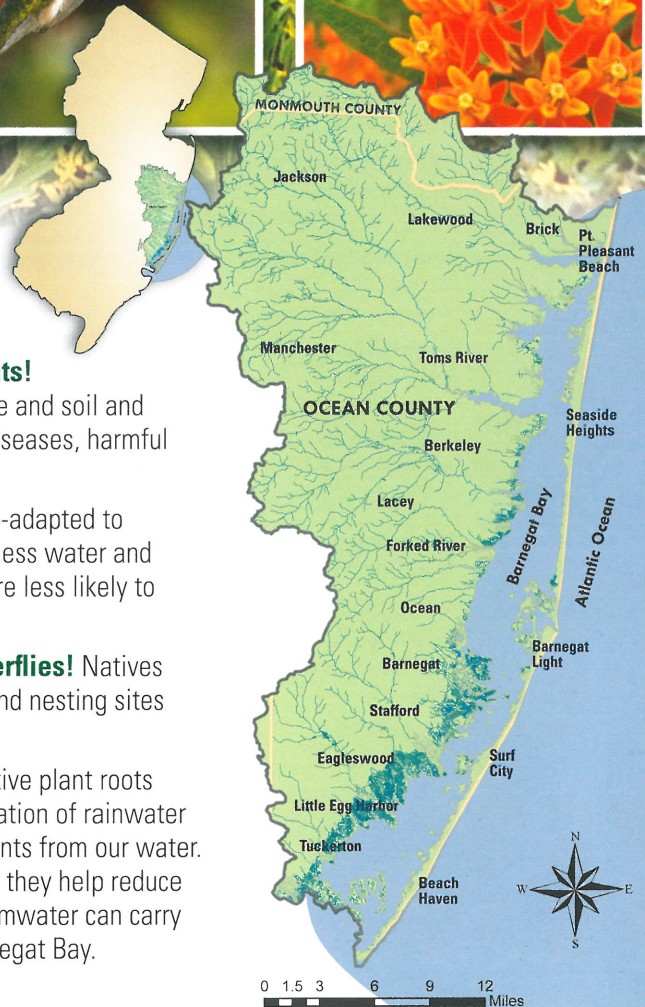 MONMOUTH COUNTY
Jackson
Lakewood
Brick
Pt.
Pleasant
Beach
Manchester
Toms River
OCEAN COUNTY
Seaside
Heights
Berkeley
Lacey
Forked River
Barnegat Bay
Atlantic Ocean
Ocean
Barnegat
Light
Barnegat
Stafford
Surf
City
Eagleswood
Little Egg Harbor
Tuckerton
Beach
Haven
N
W E
S
0 1.5 3 6 9 12
Miles
ts!
e and soil and
seases, harmful
-adapted to
ess water and
re less likely to
erflies! Natives
nd nesting sites
tive plant roots
ation of rainwater
nts from our water.
they help reduce
mwater can carry
egat Bay.